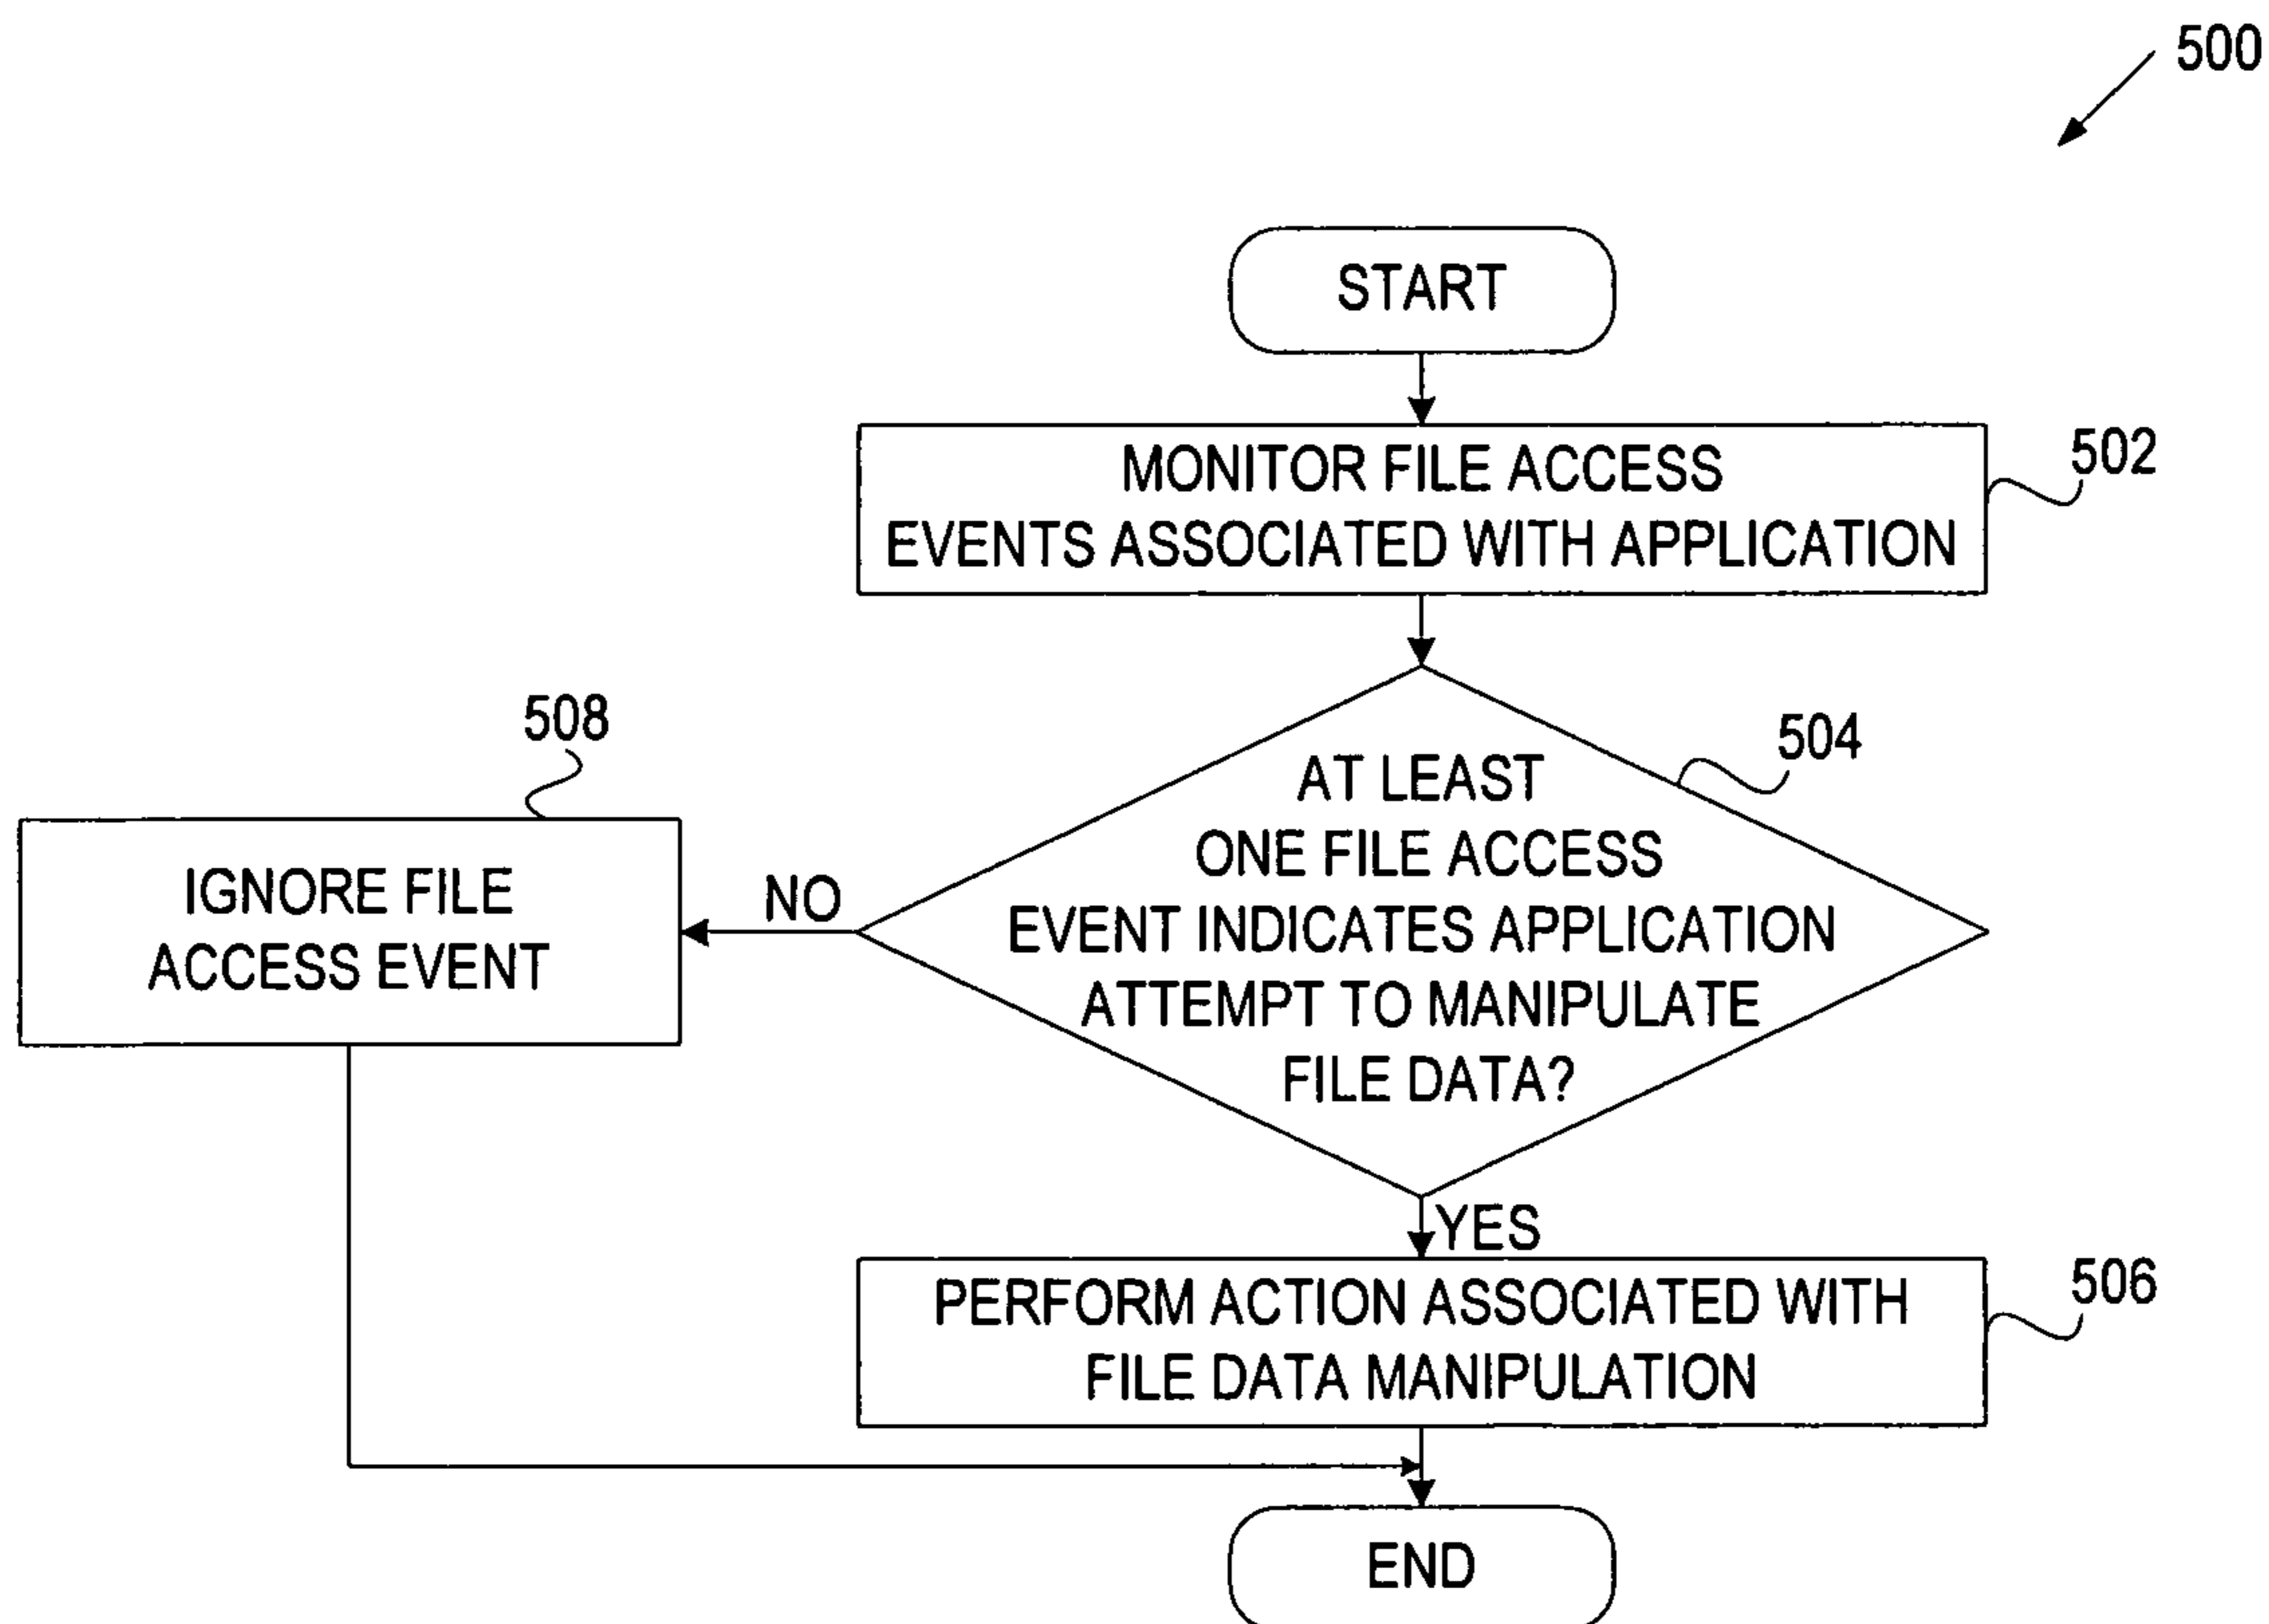 500
START
MONITOR FILE ACCESS
EVENTS ASSOCIATED WITH APPLICATION
502
504
AT LEAST
ONE FILE ACCESS
EVENT INDICATES APPLICATION
ATTEMPT TO MANIPULATE
FILE DATA?
NO
508
IGNORE FILE
ACCESS EVENT
YES
PERFORM ACTION ASSOCIATED WITH
FILE DATA MANIPULATION
506
END